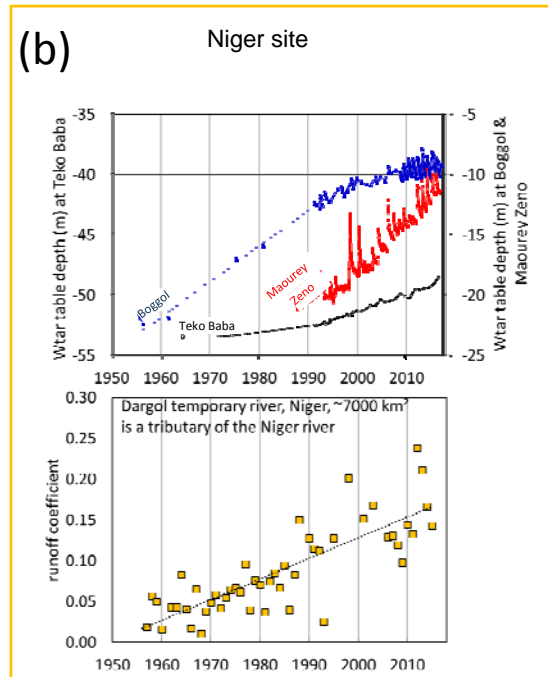 (b)
Niger site
Wtar table depth (m) at Teko Baba
-35
-40
-45
-50
-55
-5
-10
-15
-20
-25
Wtar table depth (m) at Boggol &
Maourey Zeno
Boggol
Maourey
Zeno
Teko Baba
1950 1960 1970 1980 1990 2000 2010
Dargol temporary river, Niger, ~7000 km²
is a tributary of the Niger river
runoff coefficient
0.30
0.25
0.20
0.15
0.10
0.05
0.00
1950 1960 1970 1980 1990 2000 2010